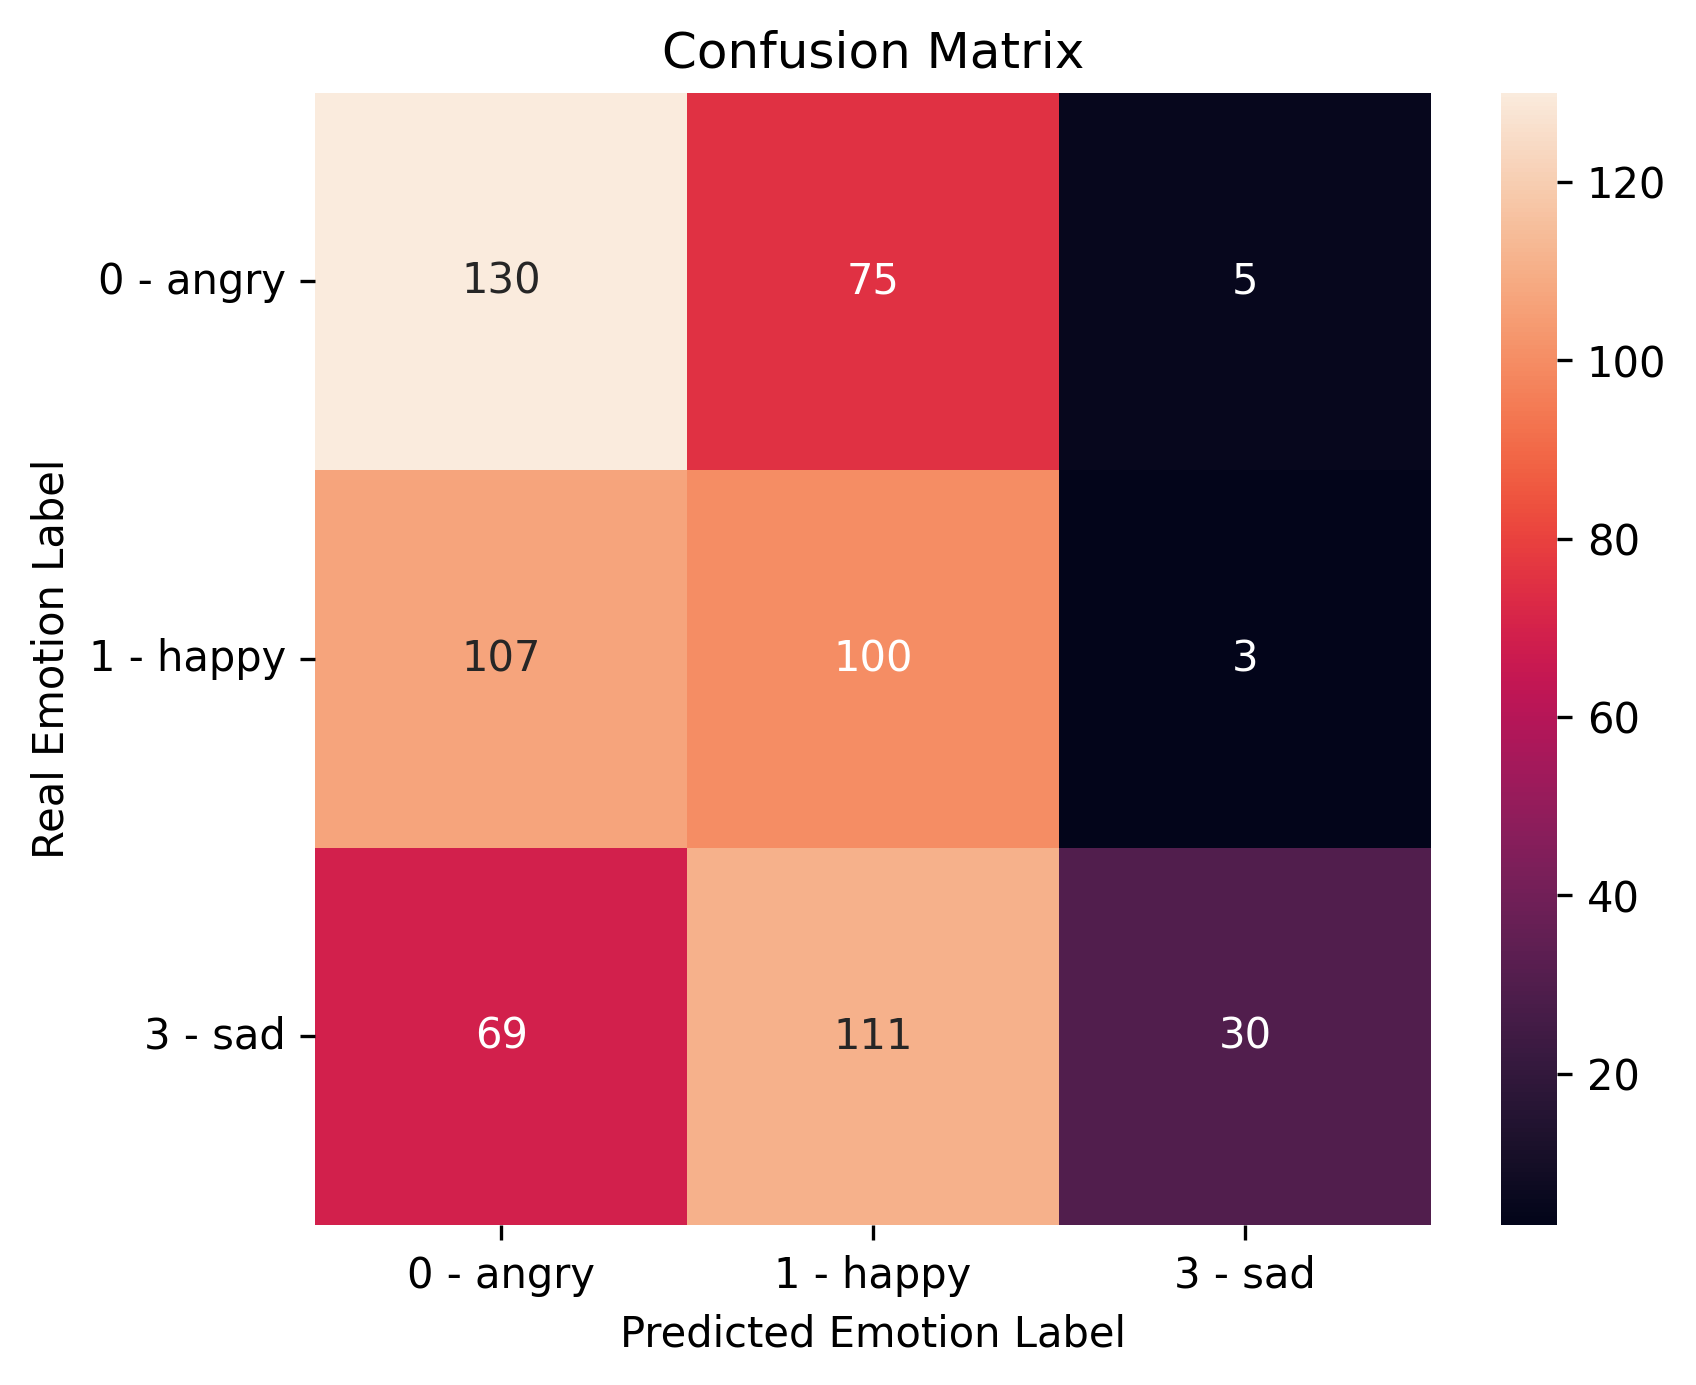 Confusion Matrix
Real Emotion Label
0 - angry
130 75 5
1 - happy
107 100 3
3 - sad
69 111 30
0 - angry 1 - happy 3 - sad
Predicted Emotion Label
120
100
80
60
40
20